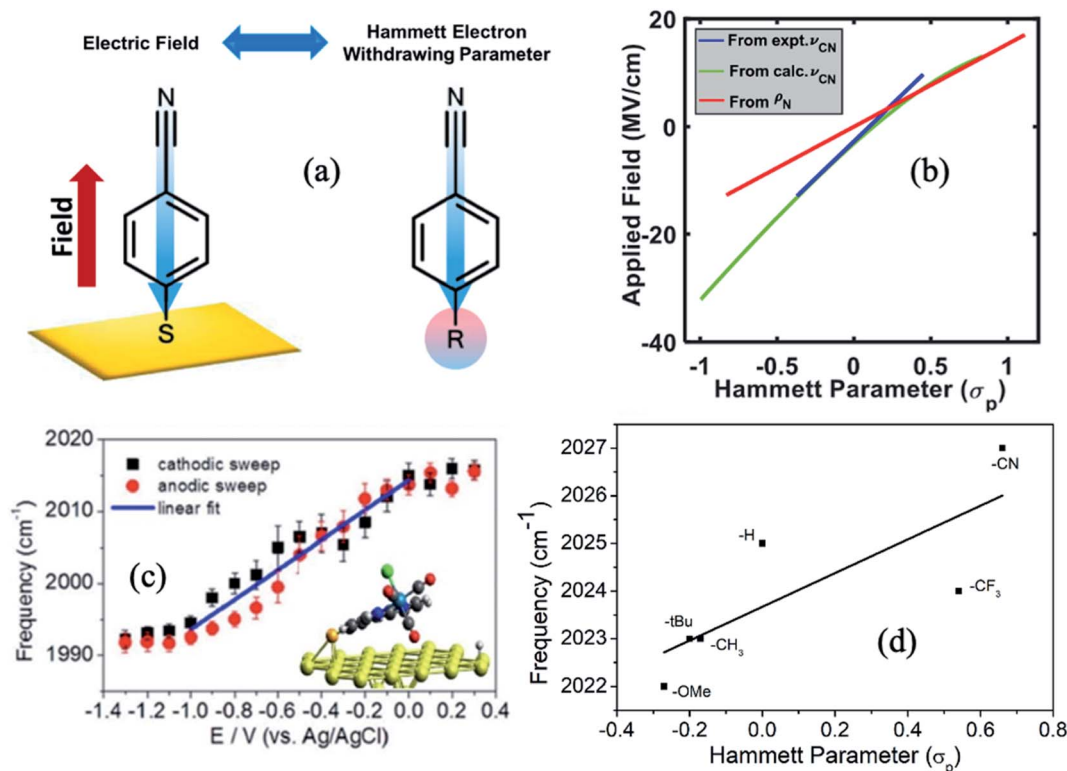 Electric Field
Hammett Electron
Withdrawing Parameter
N
N
Field
(a)
S
R
Applied Field (MV/cm)
20
0
-20
-40
From expt. νCN
From calc. νCN
From ρN
(b)
-1 -0.5 0 0.5 1
Hammett Parameter (σp)
Frequency (cm-1)
2020
2010
2000
1990
cathodic sweep
anodic sweep
linear fit
(c)
-1.4 -1.2 -1.0 -0.8 -0.6 -0.4 -0.2 0.0 0.2 0.4
E / V (vs. Ag/AgCl)
Frequency (cm-1)
2027
2026
2025
2024
2023
2022
-CN
-H
-CF3
-tBu
-CH3
-OMe
(d)
-0.4 -0.2 0.0 0.2 0.4 0.6 0.8
Hammett Parameter (σp)